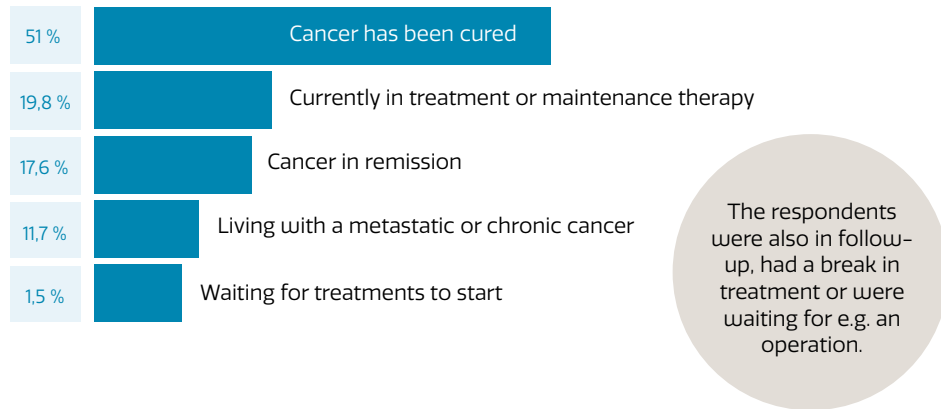 51 %
Cancer has been cured
19,8 %
Currently in treatment or maintenance therapy
17,6 %
Cancer in remission
11,7 %
Living with a metastatic or chronic cancer
1,5 %
Waiting for treatments to start
The respondents
were also in follow-
up, had a break in
treatment or were
waiting for e.g. an
operation.